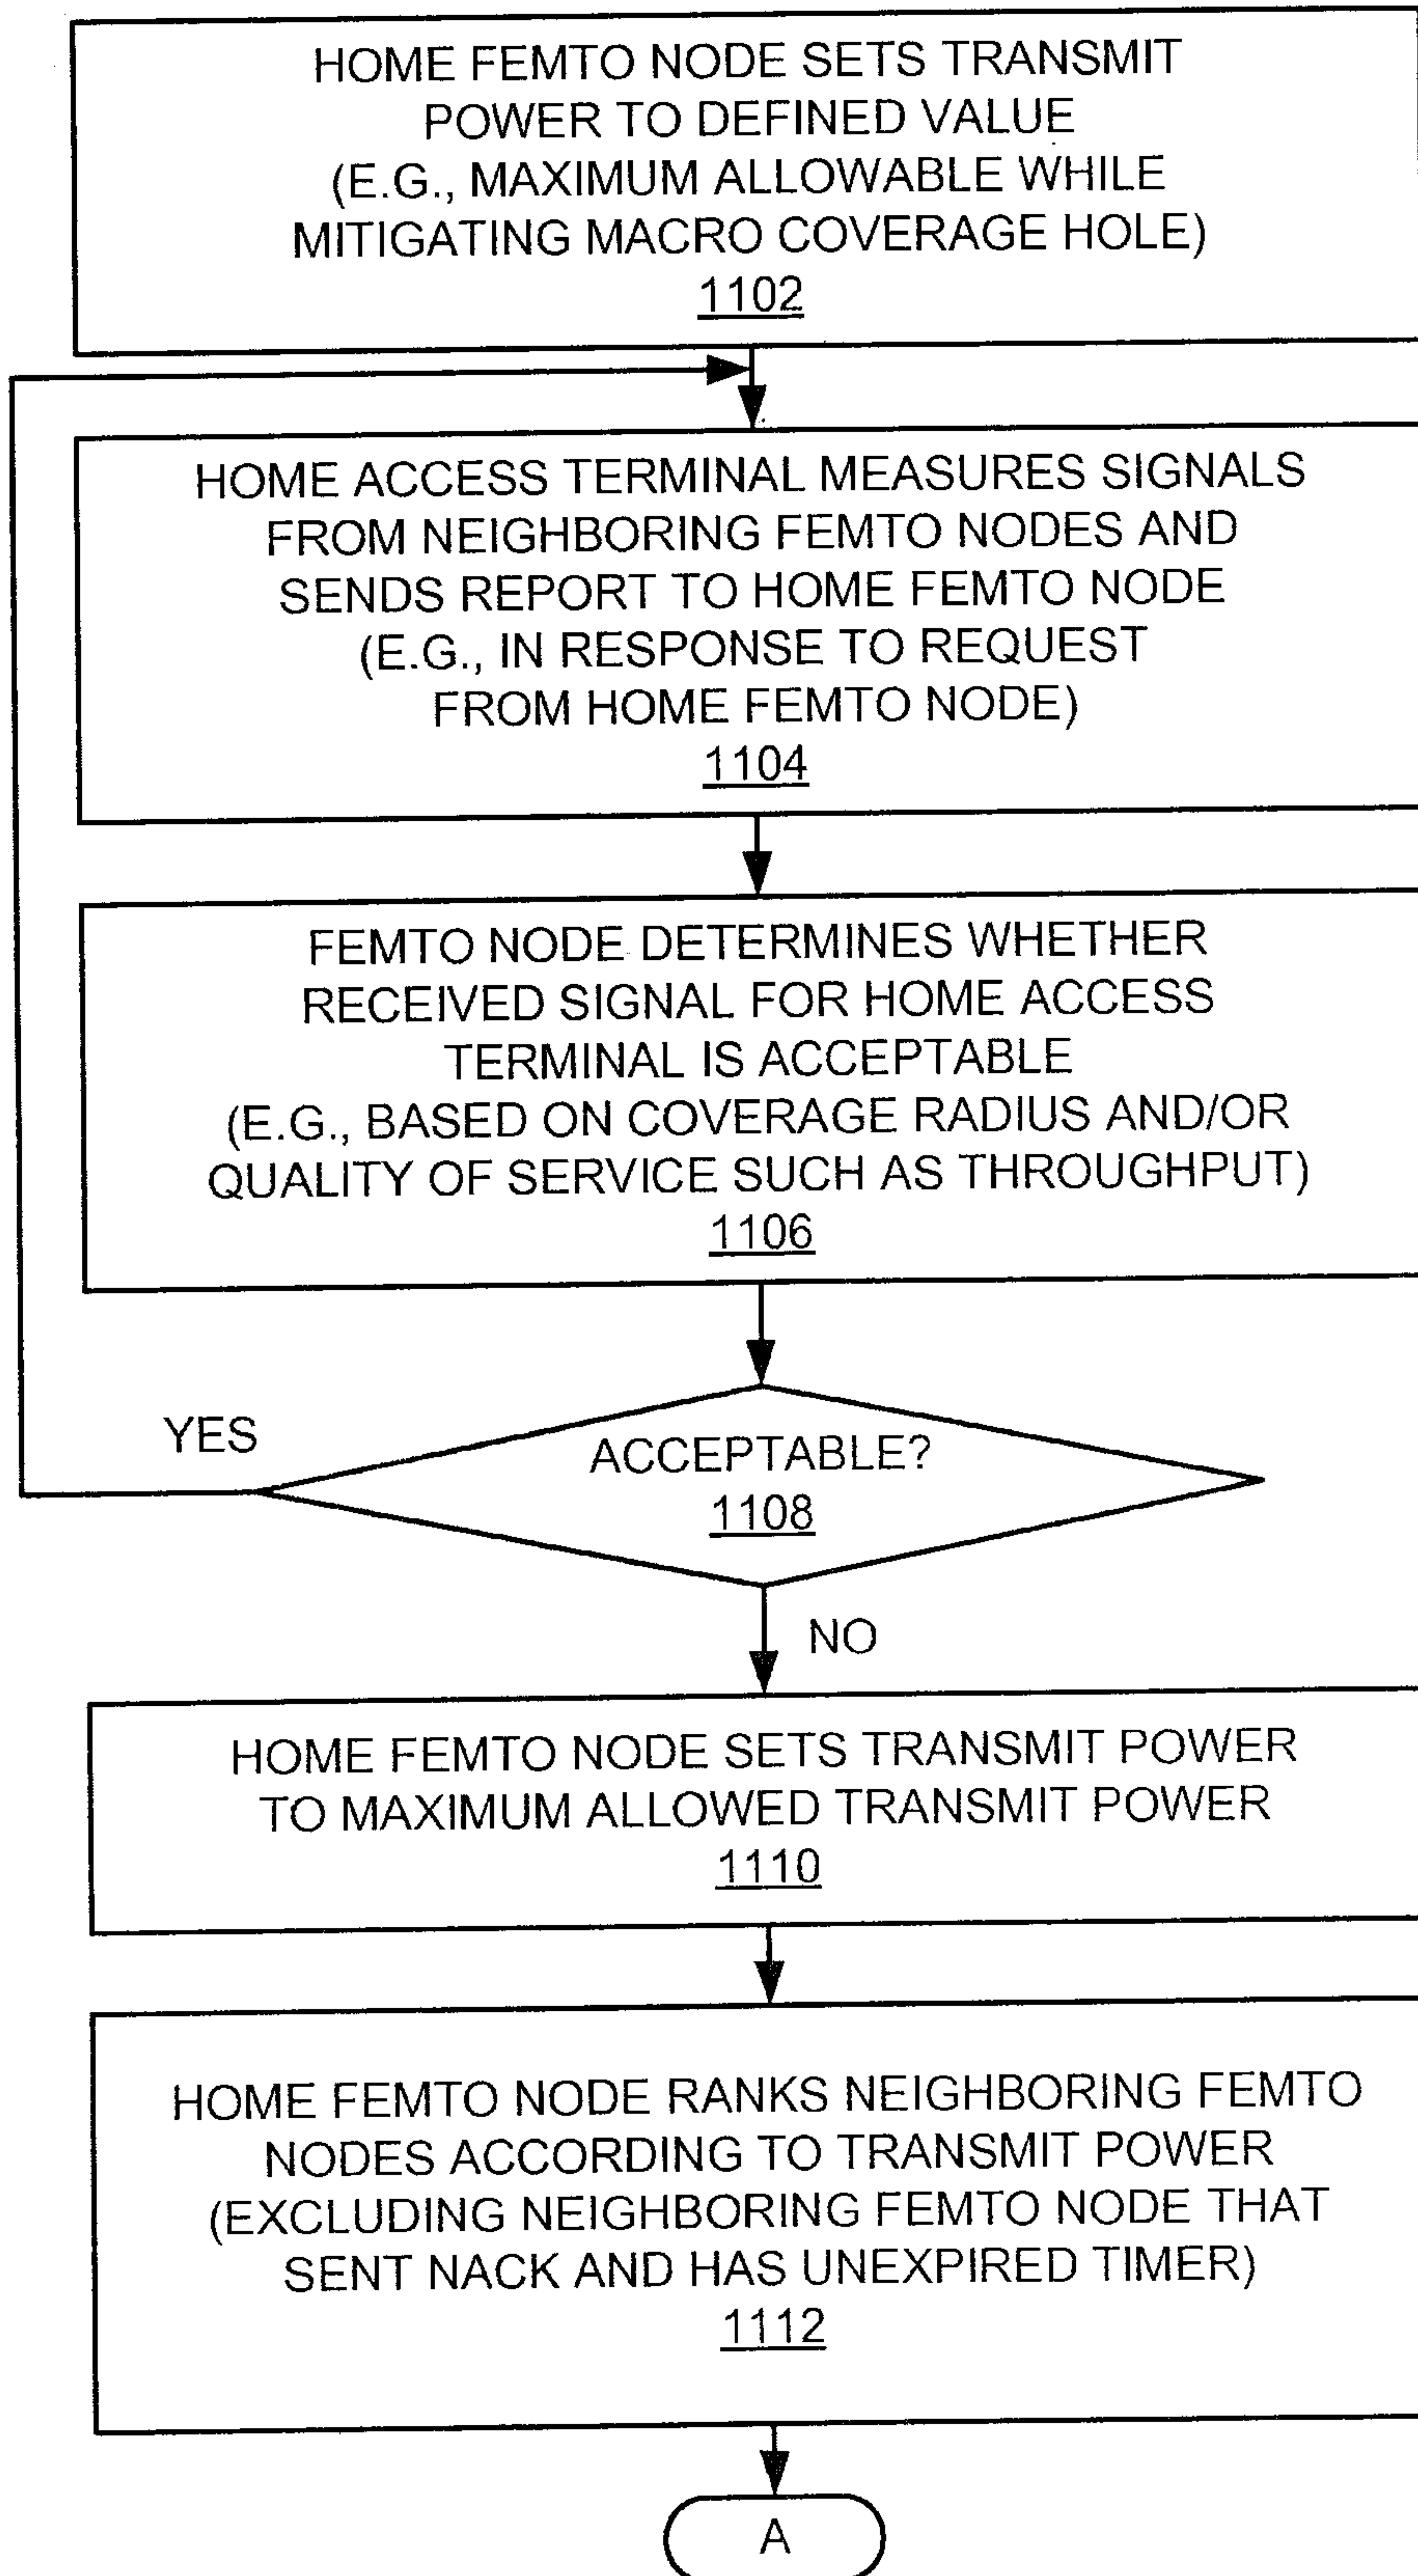 HOME FEMTO NODE SETS TRANSMIT
POWER TO DEFINED VALUE
(E.G., MAXIMUM ALLOWABLE WHILE
MITIGATING MACRO COVERAGE HOLE)
1102
HOME ACCESS TERMINAL MEASURES SIGNALS
FROM NEIGHBORING FEMTO NODES AND
SENDS REPORT TO HOME FEMTO NODE
(E.G., IN RESPONSE TO REQUEST
FROM HOME FEMTO NODE)
1104
FEMTO NODE DETERMINES WHETHER
RECEIVED SIGNAL FOR HOME ACCESS
TERMINAL IS ACCEPTABLE
(E.G., BASED ON COVERAGE RADIUS AND/OR
QUALITY OF SERVICE SUCH AS THROUGHPUT)
1106
YES
ACCEPTABLE?
1108
NO
HOME FEMTO NODE SETS TRANSMIT POWER
TO MAXIMUM ALLOWED TRANSMIT POWER
1110
HOME FEMTO NODE RANKS NEIGHBORING FEMTO
NODES ACCORDING TO TRANSMIT POWER
(EXCLUDING NEIGHBORING FEMTO NODE THAT
SENT NACK AND HAS UNEXPIRED TIMER)
1112
A